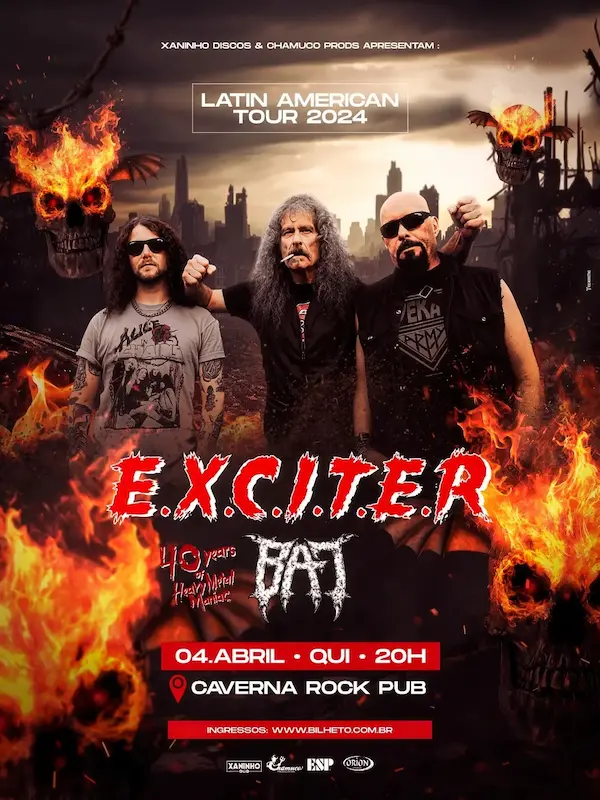 XANINHO DISCOS & CHAMUCO PRODS APRESENTAM :
LATIN AMERICAN
TOUR 2024
E.X.C.I.T.E.R
40 years
of
Heavy Metal
Maniac
BAT
04.ABRIL • QUI • 20H
CAVERNA ROCK PUB
INGRESSOS: WWW.BILHETO.COM.BR
XANINHO
Chamuco
ESP
ORION